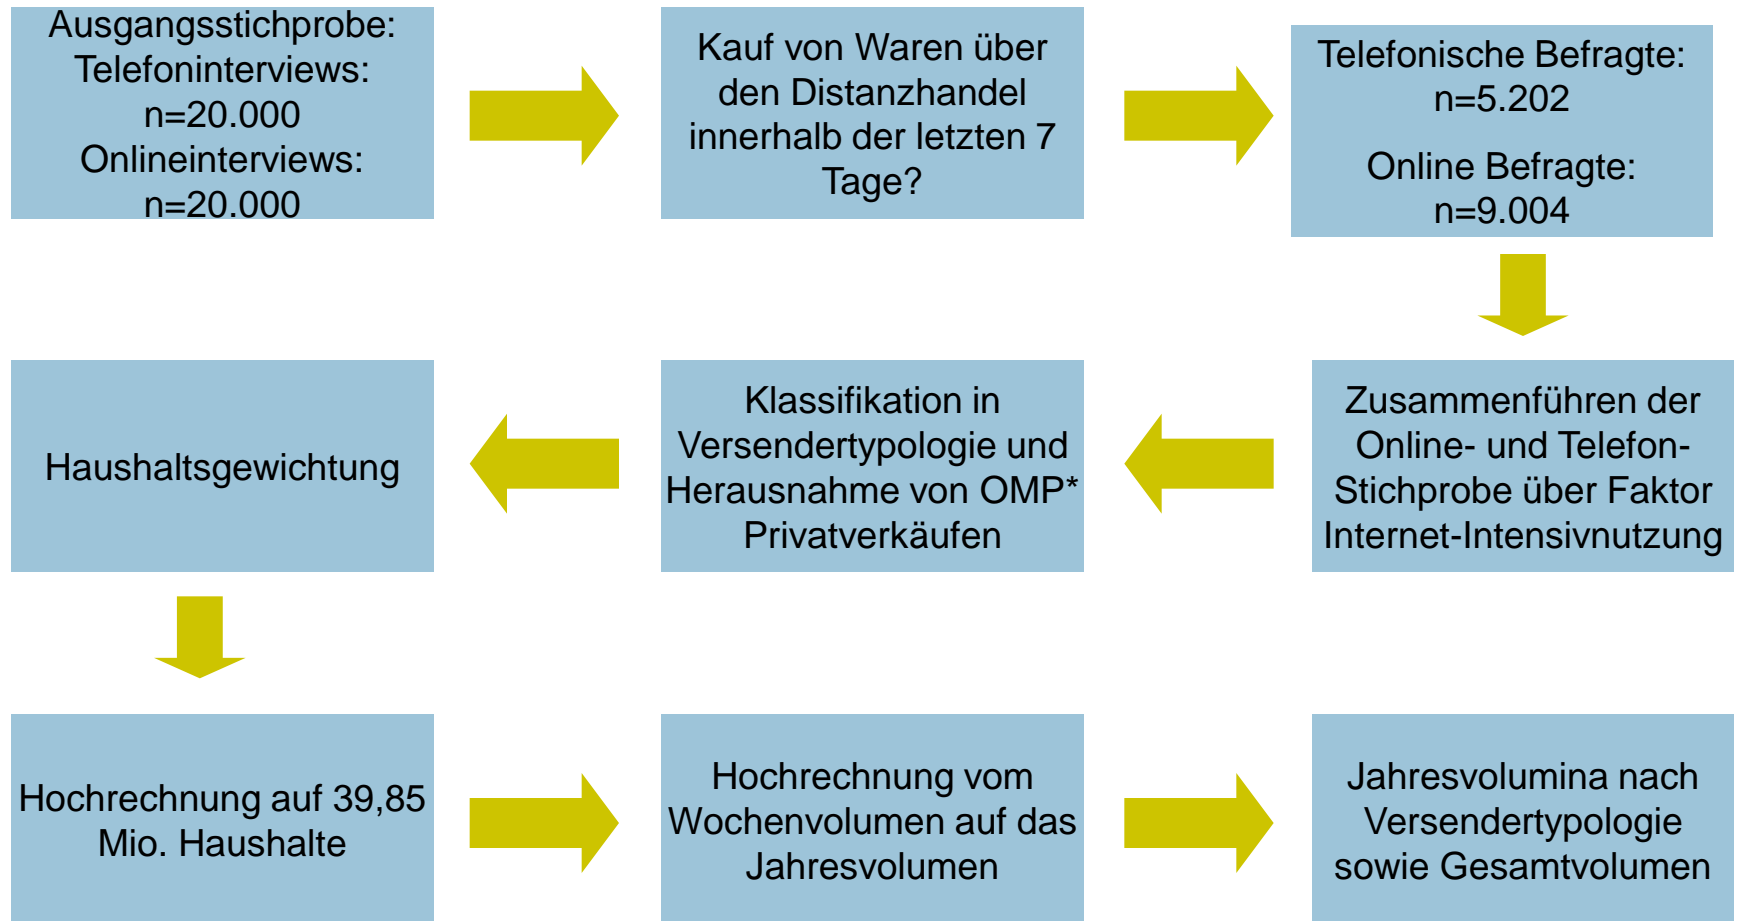 Ausgangsstichprobe:
Telefoninterviews:
n=20.000
Onlineinterviews:
n=20.000
Kauf von Waren über
den Distanzhandel
innerhalb der letzten 7
Tage?
Telefonische Befragte:
n=5.202
Online Befragte:
n=9.004
Zusammenführen der
Online- und Telefon-
Stichprobe über Faktor
Internet-Intensivnutzung
Klassifikation in
Versendertypologie und
Herausnahme von OMP*
Privatverkäufen
Haushaltsgewichtung
Hochrechnung auf 39,85
Mio. Haushalte
Hochrechnung vom
Wochenvolumen auf das
Jahresvolumen
Jahresvolumina nach
Versendertypologie
sowie Gesamtvolumen